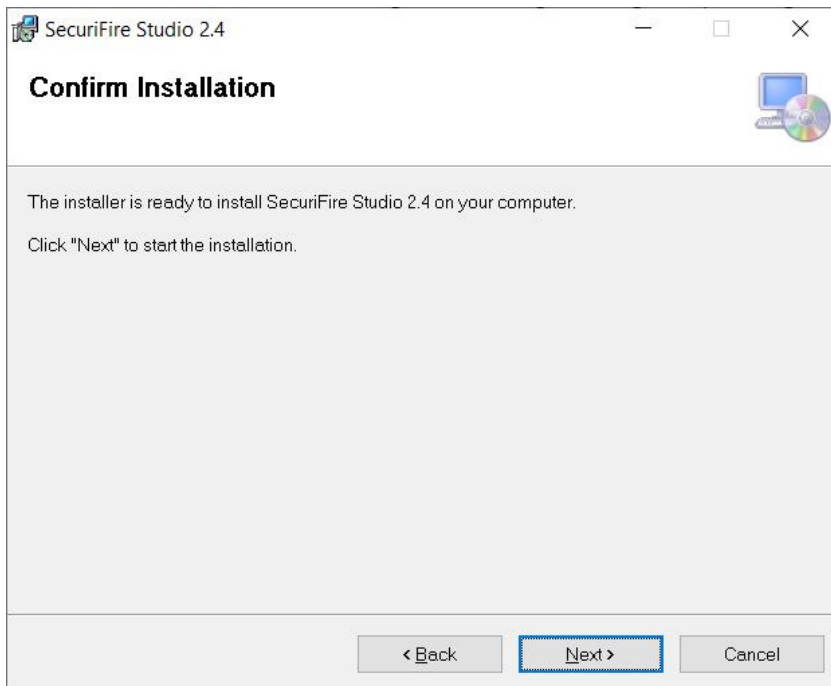 SecuriFire Studio 2.4
Confirm Installation
The installer is ready to install SecuriFire Studio 2.4 on your computer.
Click "Next" to start the installation.
< Back
Next >
Cancel